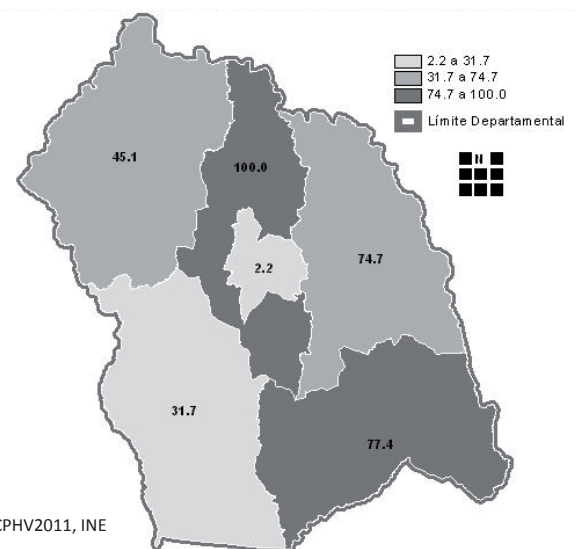 2.2 a 31.7
31.7 a 74.7
74.7 a 100.0
Límite Departamental
N
45.1
100.0
2.2
74.7
31.7
77.4
CPHV2011, INE